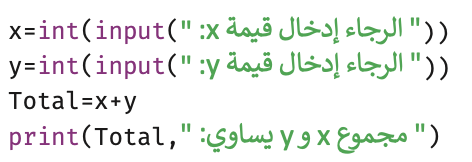 x=int(input("الرجاء إدخال قيمة x: "))
y=int(input("الرجاء إدخال قيمة y: "))
Total=x+y
print(Total,"مجموع x و y يساوي: ")